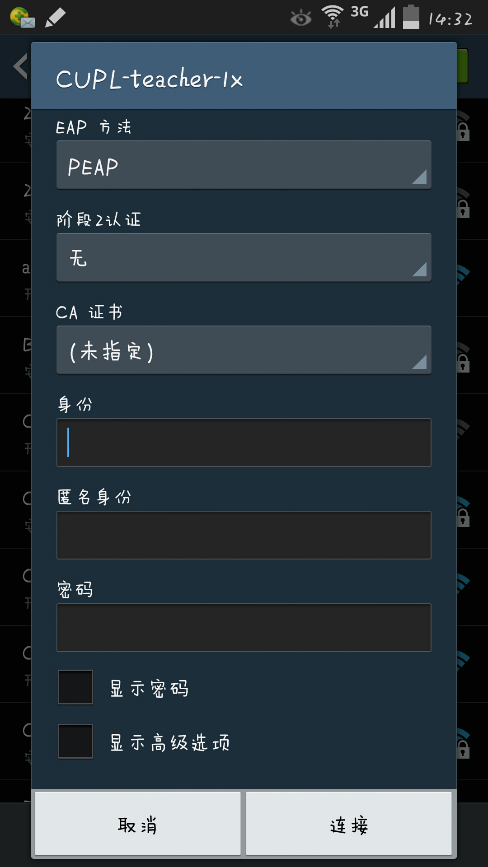 3G 14:32
CUPL-teacher-1x
EAP 方法
PEAP
阶段2认证
无
CA 证书
(未指定)
身份
匿名身份
密码
显示密码
显示高级选项
取消
连接